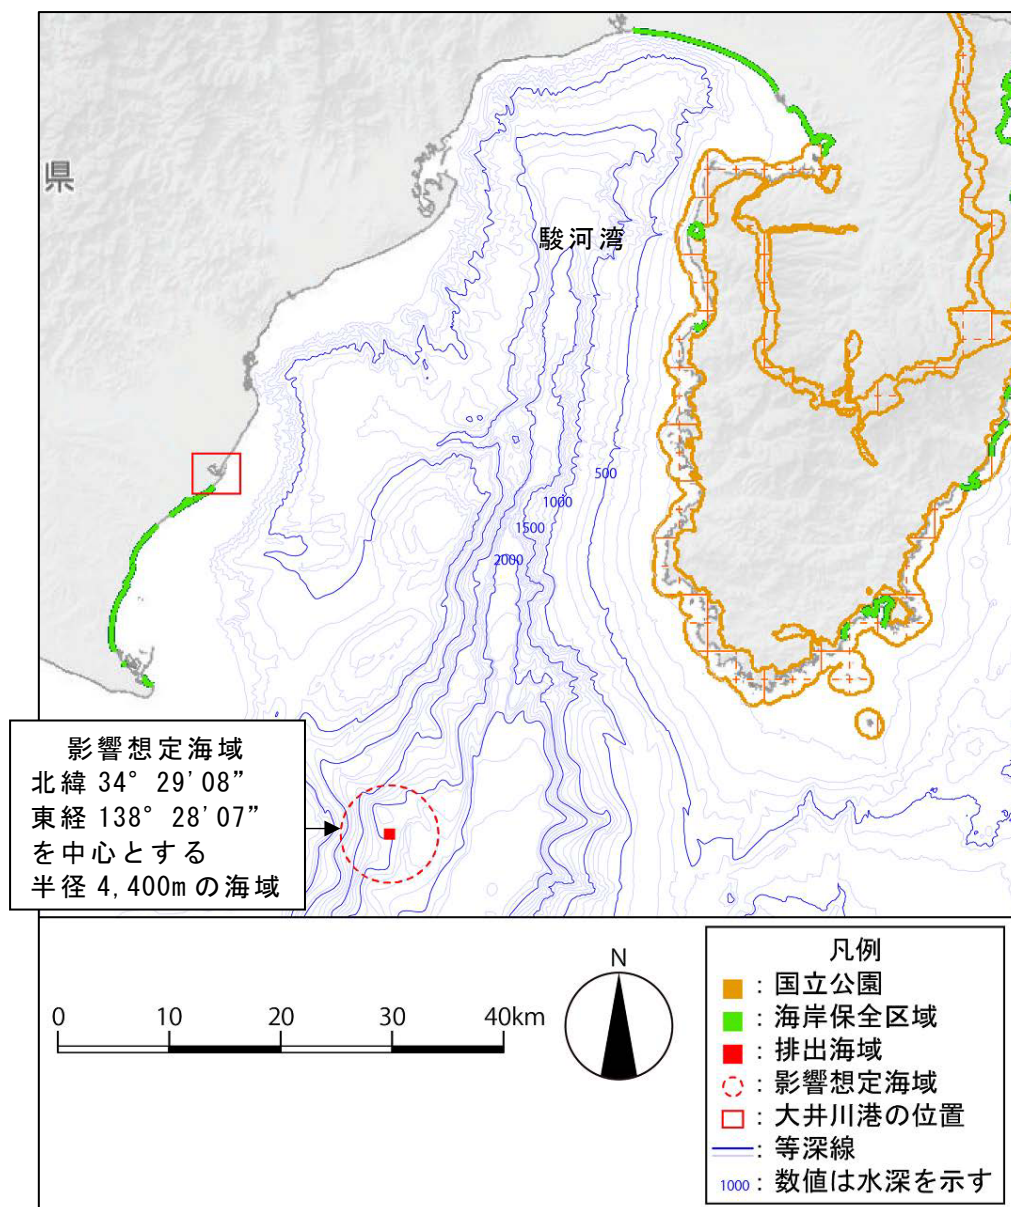 県
駿河湾
500
1000
1500
2000
影響想定海域
北緯 34° 29’08”
東経 138° 28’07”
を中心とする
半径 4,400m の海域
0 10 20 30 40km
N
凡例
: 国立公園
: 海岸保全区域
: 排出海域
: 影響想定海域
: 大井川港の位置
: 等深線
1000 : 数値は水深を示す